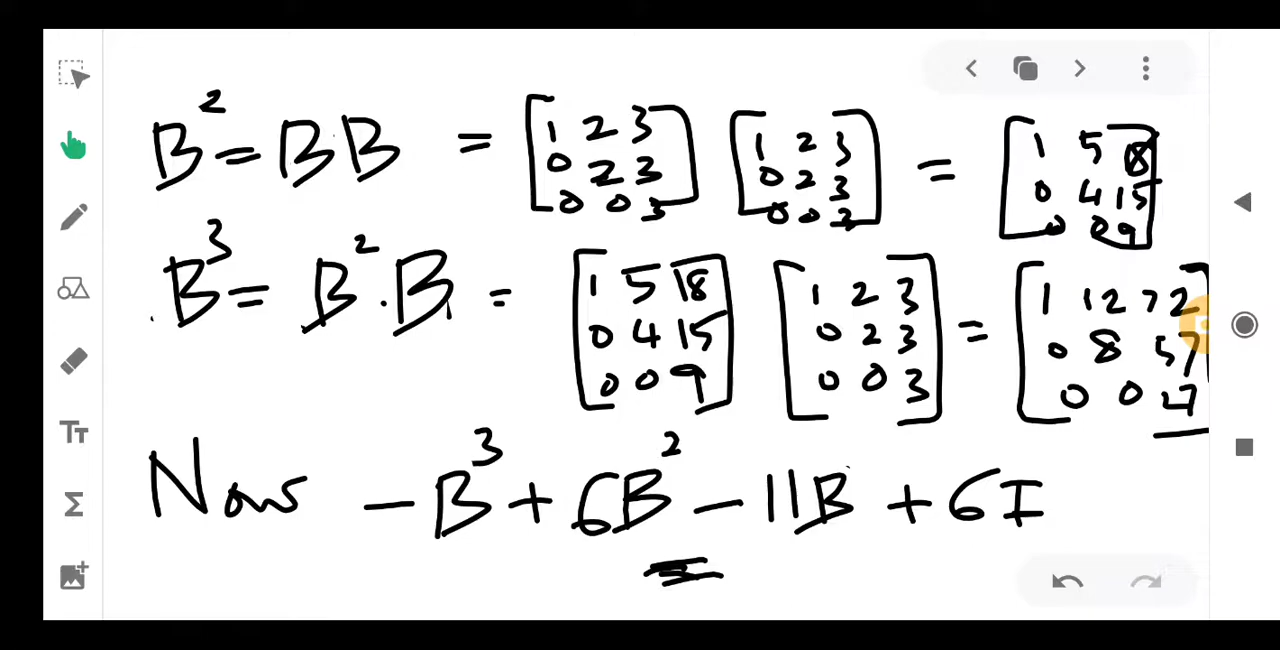 B² = BB = [1 2 3 0 2 3 0 0 3] [1 2 3 0 2 3 0 0 3] = [1 5 18 0 4 15 0 0 9]
B³ = B² . B = [1 5 18 0 4 15 0 0 9] [1 2 3 0 2 3 0 0 3] = [1 12 72 0 8 57 0 0 27]
Now - B³ + 6B² - 11B + 6I
=
Tт
Σ